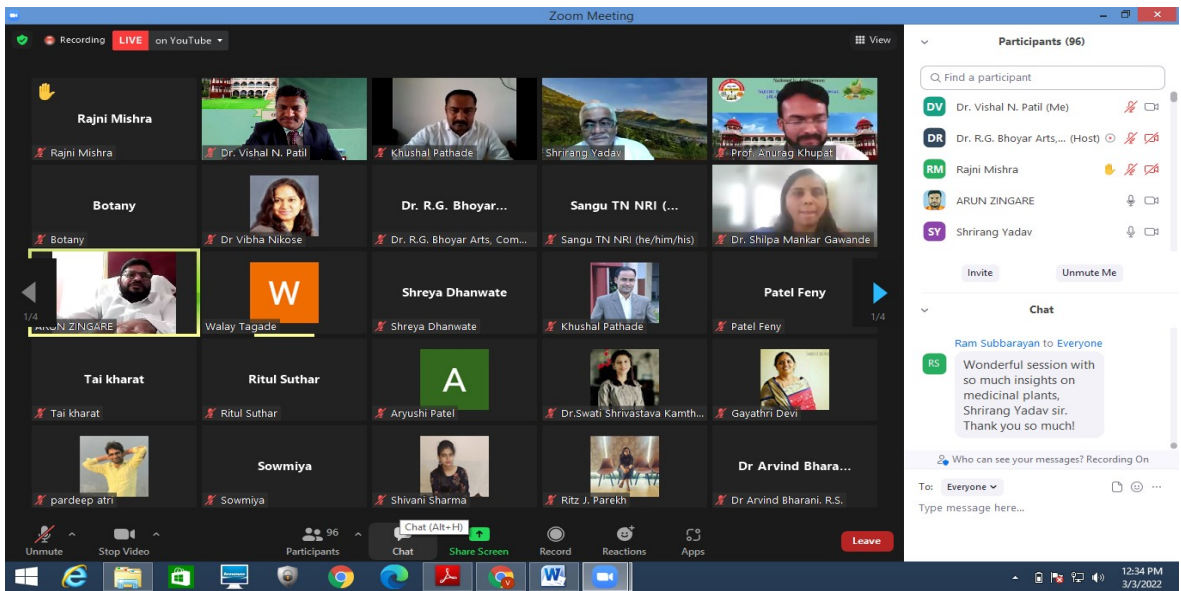 Zoom Meeting
Recording LIVE on YouTube
View
Rajni Mishra
Rajni Mishra
Dr. Vishal N. Patil
Khushal Pathade
Shrirang Yadav
Prof. Anurag Khupat
Botany
Botany
Dr Vibha Nikose
Dr. R.G. Bhoyar...
Dr. R.G. Bhoyar Arts, Com...
Sangu TN NRI (...
Sangu TN NRI (he/him/his)
Dr. Shilpa Mankar Gawande
1/4
ARUN ZINGARE
W
Walay Tagade
Shreya Dhanwate
Shreya Dhanwate
Khushal Pathade
Patel Feny
Patel Feny
1/4
Tai kharat
Tai kharat
Ritul Suthar
Ritul Suthar
A
Aryushi Patel
Dr.Swati Shrivastava Kamth...
Gayathri Devi
pardeep atri
Sowmiya
Sowmiya
Shivani Sharma
Ritz J. Parekh
Dr Arvind Bhara...
Dr Arvind Bharani. R.S.
Chat (Alt+H)
Unmute
Stop Video
96
Participants
Chat
Share Screen
Record
Reactions
Apps
Leave
Participants (96)
Find a participant
DV Dr. Vishal N. Patil (Me)
DR Dr. R.G. Bhoyar Arts,... (Host)
RM Rajni Mishra
ARUN ZINGARE
SY Shrirang Yadav
Invite
Unmute Me
Chat
Ram Subbarayan to Everyone
RS
Wonderful session with
so much insights on
medicinal plants,
Shrirang Yadav sir.
Thank you so much!
Who can see your messages? Recording On
To: Everyone
Type message here...
12:34 PM
3/3/2022